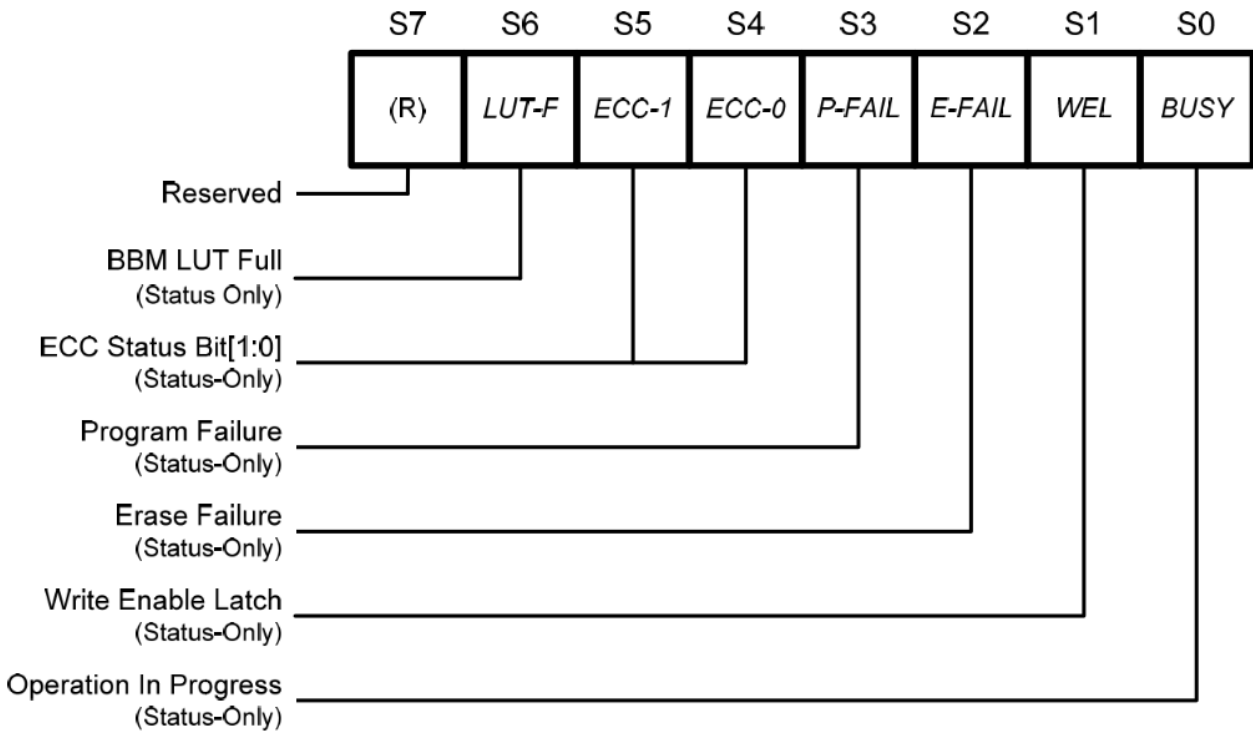 S7 S6 S5 S4 S3 S2 S1 S0
(R) LUT-F ECC-1 ECC-0 P-FAIL E-FAIL WEL BUSY
Reserved
BBM LUT Full
(Status Only)
ECC Status Bit[1:0]
(Status-Only)
Program Failure
(Status-Only)
Erase Failure
(Status-Only)
Write Enable Latch
(Status-Only)
Operation In Progress
(Status-Only)